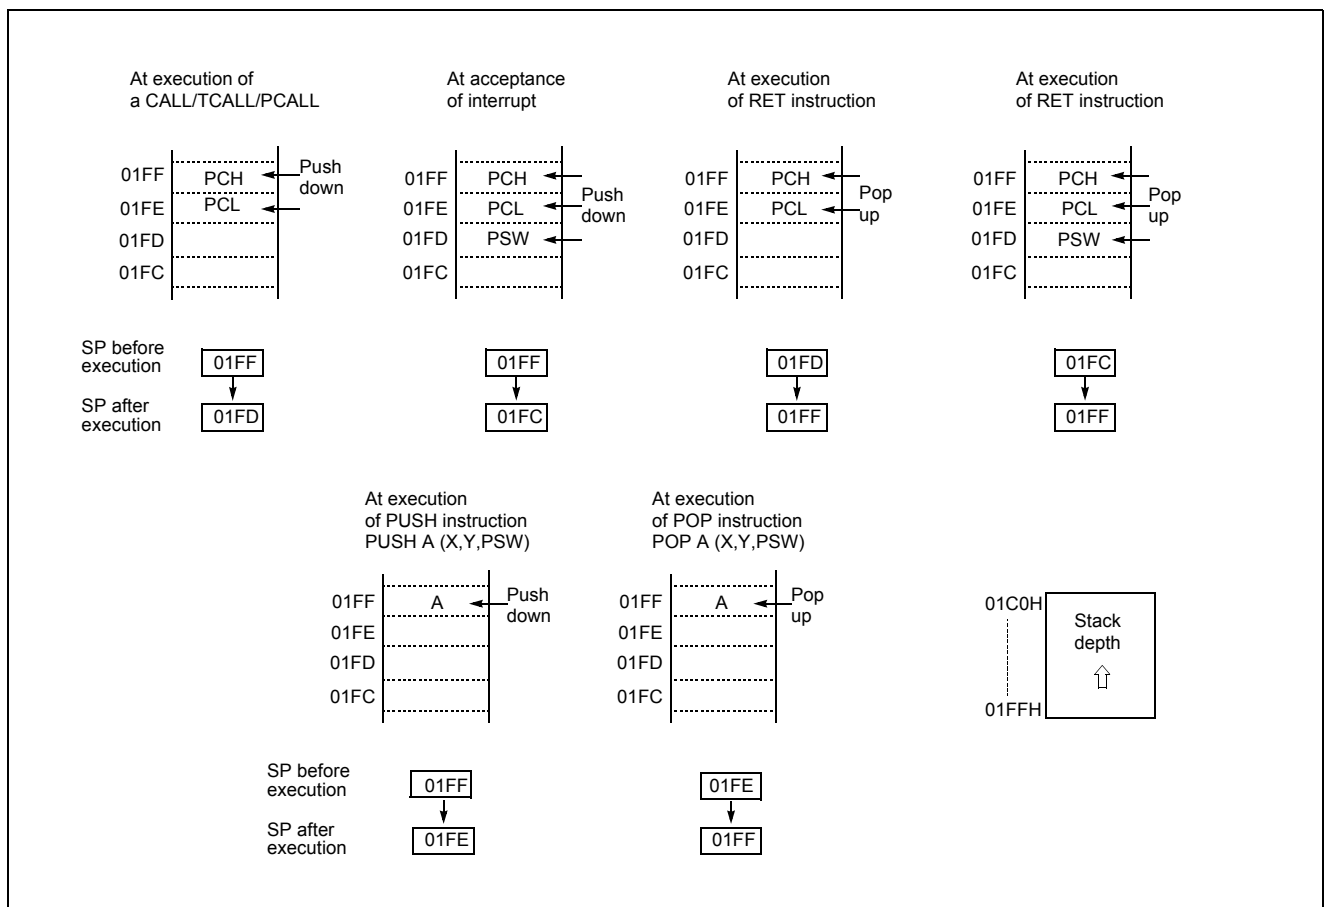 At execution of
a CALL/TCALL/PCALL
01FF
PCH
Push
down
01FE
PCL
01FD
01FC
SP before
execution
01FF
SP after
execution
01FD
At acceptance
of interrupt
01FF
PCH
01FE
PCL
Push
down
01FD
PSW
01FC
01FF
01FC
At execution
of RET instruction
01FF
PCH
01FE
PCL
Pop
up
01FD
01FC
01FD
01FF
At execution
of RET instruction
01FF
PCH
01FE
PCL
Pop
up
01FD
PSW
01FC
01FC
01FF
At execution
of PUSH instruction
PUSH A (X,Y,PSW)
01FF
A
Push
down
01FE
01FD
01FC
SP before
execution
01FF
SP after
execution
01FE
At execution
of POP instruction
POP A (X,Y,PSW)
01FF
A
Pop
up
01FE
01FD
01FC
01FE
01FF
01C0H
Stack
depth
01FFH